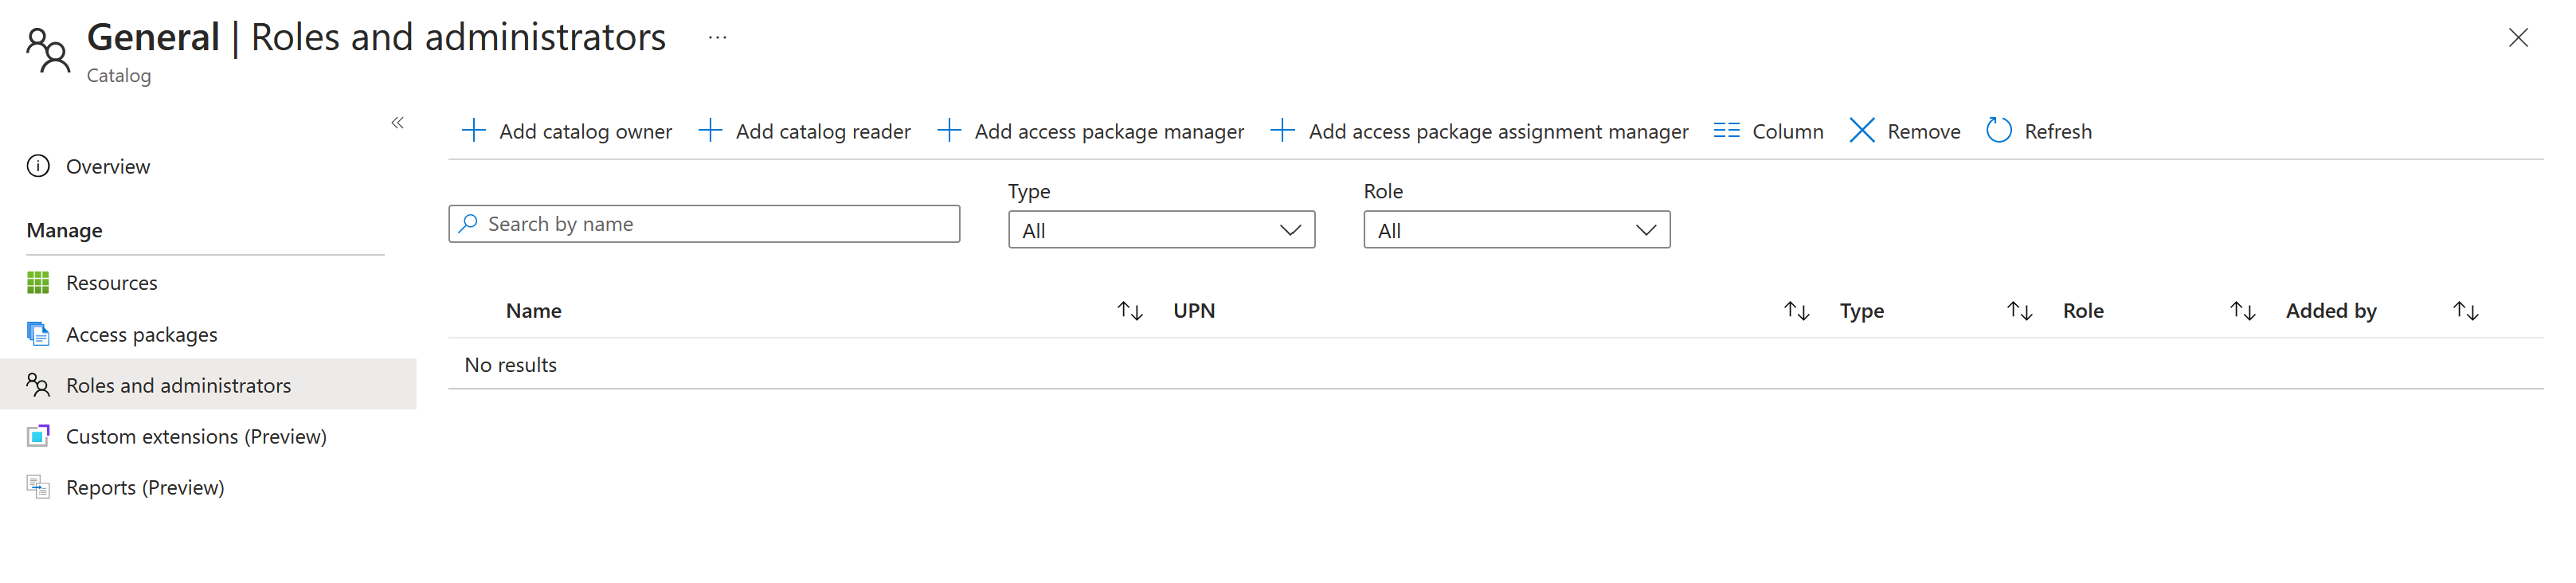 General | Roles and administrators ...
Catalog
Overview
Manage
Resources
Access packages
Roles and administrators
Custom extensions (Preview)
Reports (Preview)
Add catalog owner Add catalog reader Add access package manager Add access package assignment manager Column Remove Refresh
Type Role
Search by name All All
Name UPN Type Role Added by
No results